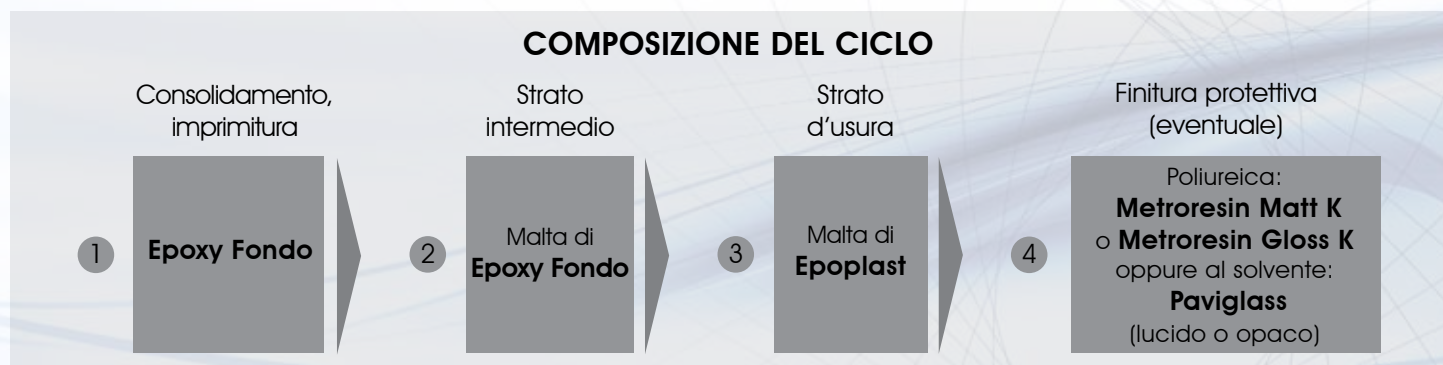 COMPOSIZIONE DEL CICLO
Consolidamento,
imprimitura
1
Epoxy Fondo
Strato
intermedio
2
Malta di
Epoxy Fondo
Strato
d'usura
3
Malta di
Epoplast
Finitura protettiva
(eventuale)
4
Poliureica:
Metroresin Matt K
o Metroresin Gloss K
oppure al solvente:
Paviglass
(lucido o opaco)